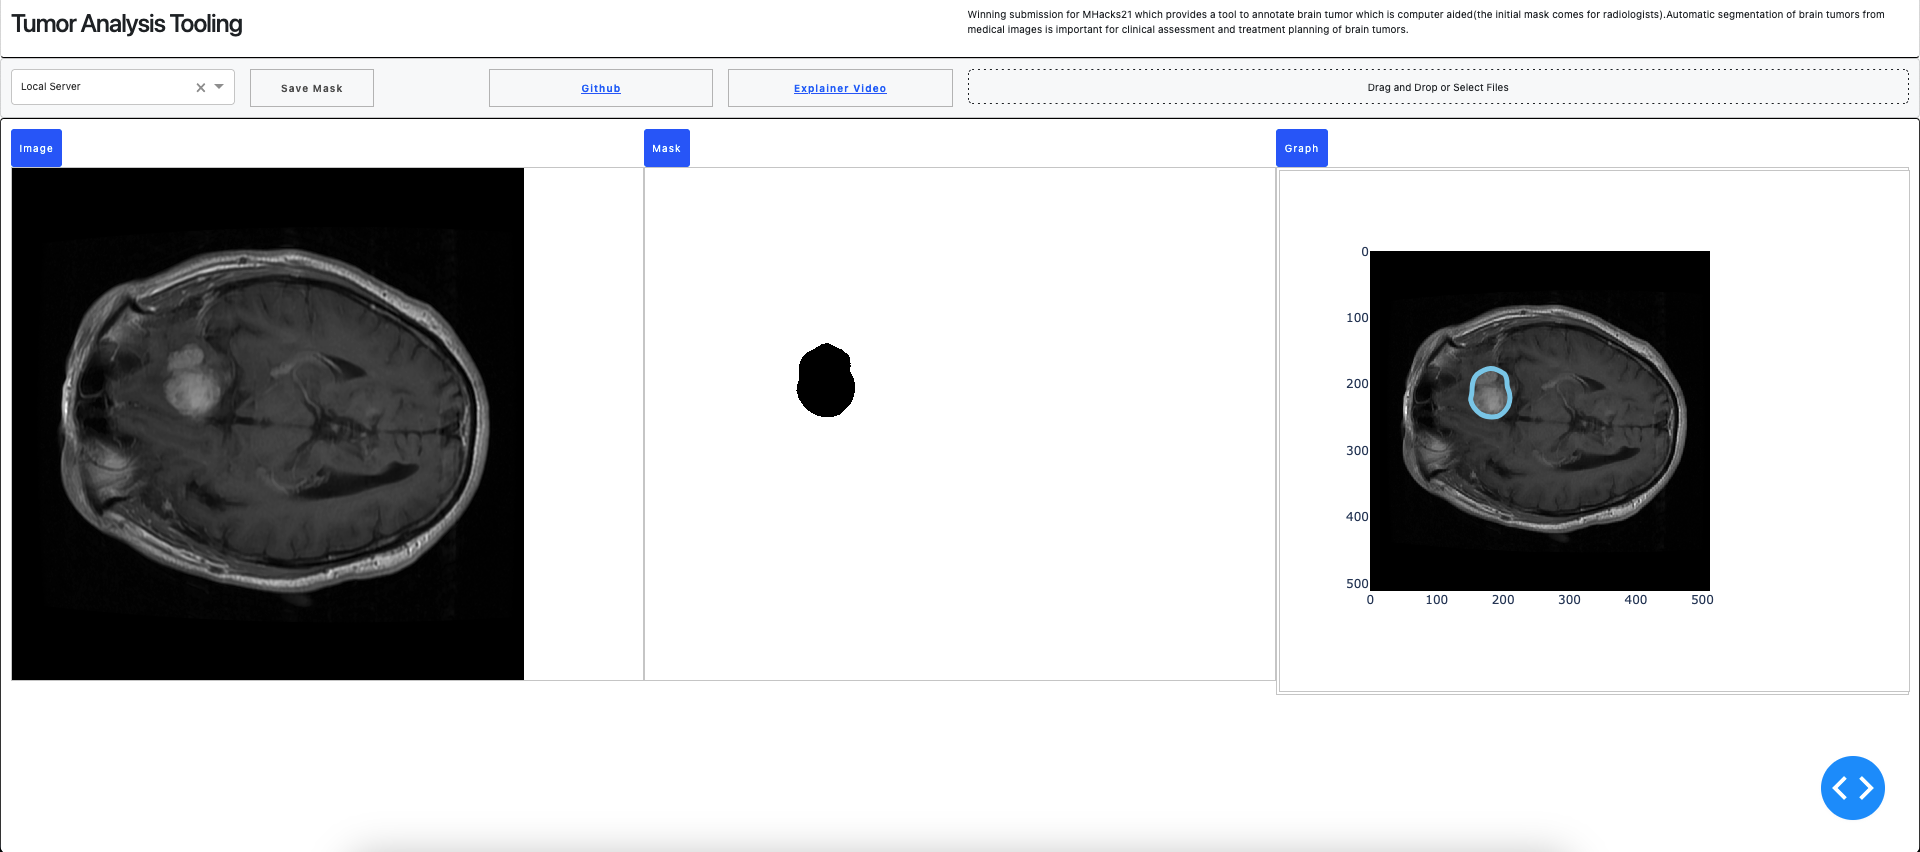 Tumor Analysis Tooling
Winning submission for MHacks21 which provides a tool to annotate brain tumor which is computer aided(the initial mask comes for radiologists).Automatic segmentation of brain tumors from
medical images is important for clinical assessment and treatment planning of brain tumors.
Local Server
Save Mask
Github
Explainer Video
Drag and Drop or Select Files
Image
Mask
Graph
0
100
200
300
400
500
0 100 200 300 400 500